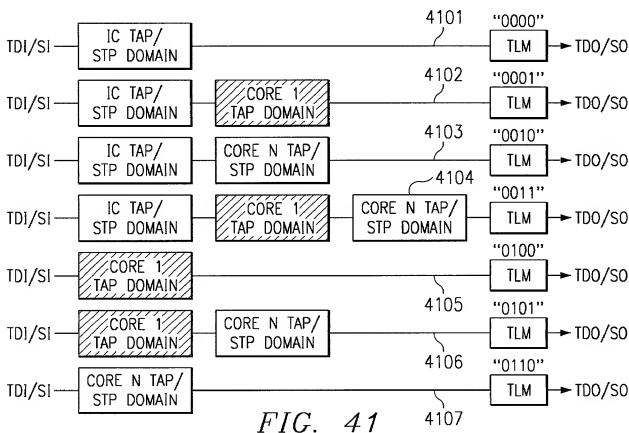 4101 "0000"
TDI/SI IC TAP/ STP DOMAIN TLM TDO/SO
4102 "0001"
TDI/SI IC TAP/ STP DOMAIN CORE 1 TAP DOMAIN TLM TDO/SO
4103 "0010"
TDI/SI IC TAP/ STP DOMAIN CORE N TAP/ STP DOMAIN TLM TDO/SO
4104 "0011"
TDI/SI IC TAP/ STP DOMAIN CORE 1 TAP DOMAIN CORE N TAP/ STP DOMAIN TLM TDO/SO
"0100"
TDI/SI CORE 1 TAP DOMAIN TLM TDO/SO
4105 "0101"
TDI/SI CORE 1 TAP DOMAIN CORE N TAP/ STP DOMAIN TLM TDO/SO
4106 "0110"
TDI/SI CORE N TAP/ STP DOMAIN TLM TDO/SO
4107
FIG. 41